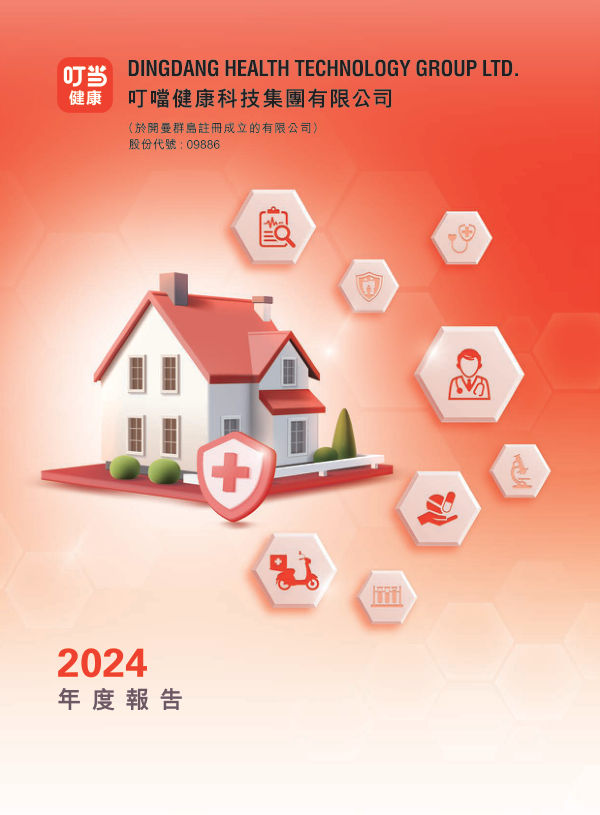 叮当
健康
DINGDANG HEALTH TECHNOLOGY GROUP LTD.
叮噹健康科技集團有限公司
（於開曼群島註冊成立的有限公司）
股份代號 : 09886
2024
年度報告